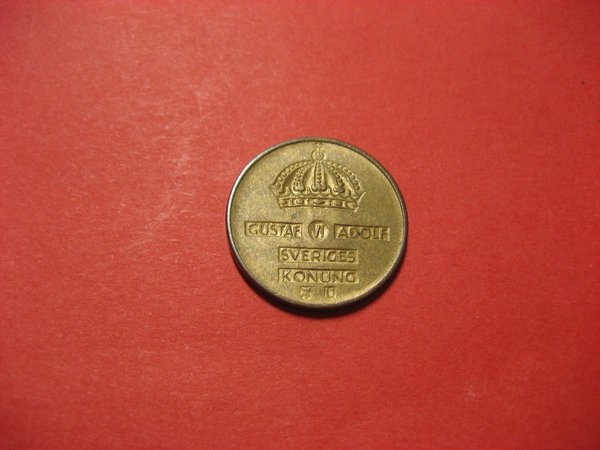 GUSTAF VI ADOLF
SVERIGES
KONUNG
U